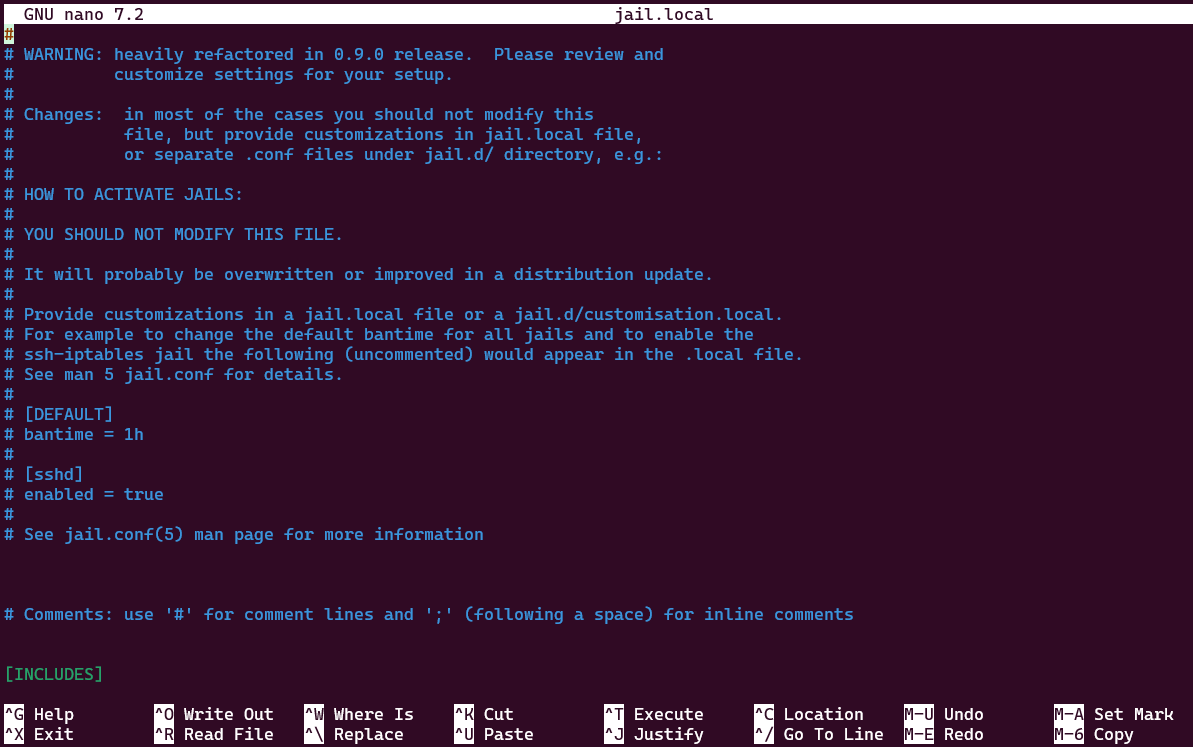 GNU nano 7.2 jail.local
#
# WARNING: heavily refactored in 0.9.0 release.  Please review and
#          customize settings for your setup.
#
# Changes:  in most of the cases you should not modify this
#           file, but provide customizations in jail.local file,
#           or separate .conf files under jail.d/ directory, e.g.:
#
# HOW TO ACTIVATE JAILS:
#
# YOU SHOULD NOT MODIFY THIS FILE.
#
# It will probably be overwritten or improved in a distribution update.
#
# Provide customizations in a jail.local file or a jail.d/customisation.local.
# For example to change the default bantime for all jails and to enable the
# ssh-iptables jail the following (uncommented) would appear in the .local file.
# See man 5 jail.conf for details.
#
# [DEFAULT]
# bantime = 1h
#
# [sshd]
# enabled = true
#
# See jail.conf(5) man page for more information
# Comments: use '#' for comment lines and ';' (following a space) for inline comments
[INCLUDES]
^G Help ^O Write Out ^W Where Is ^K Cut ^T Execute ^C Location M-U Undo M-A Set Mark
^X Exit ^R Read File ^\ Replace ^U Paste ^J Justify ^/ Go To Line M-E Redo M-6 Copy